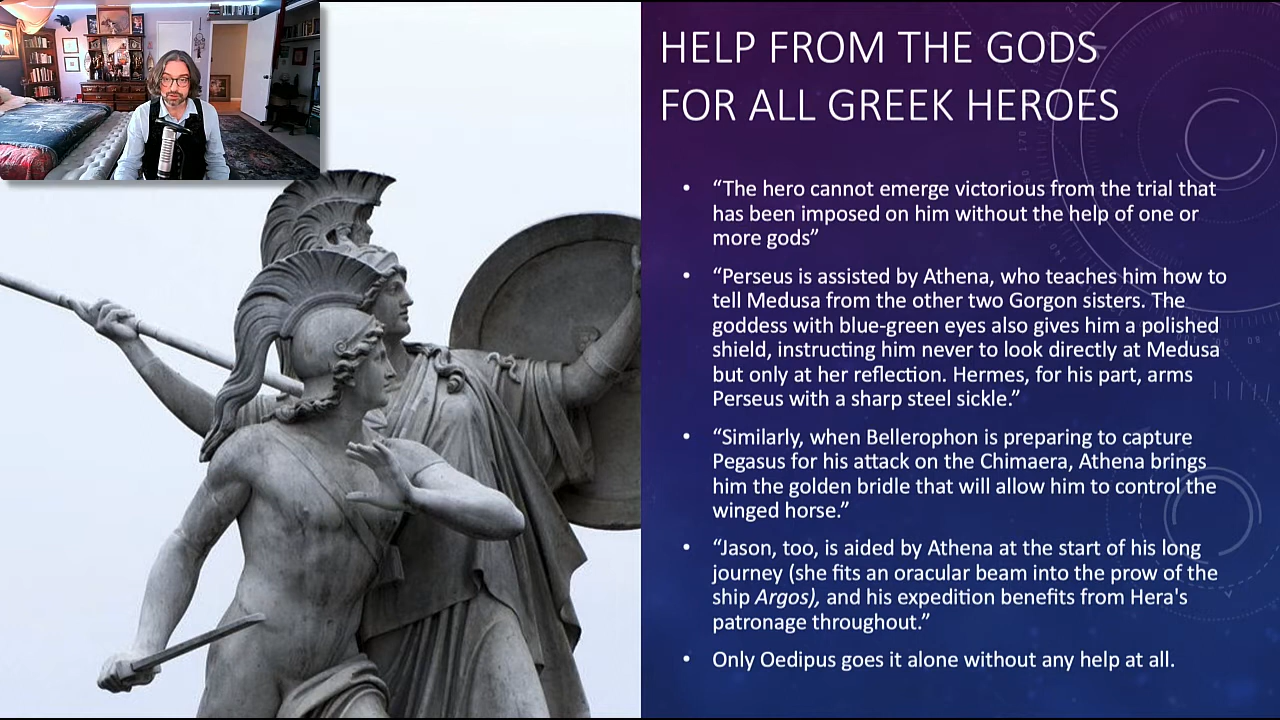 HELP FROM THE GODS
FOR ALL GREEK HEROES
• “The hero cannot emerge victorious from the trial that
has been imposed on him without the help of one or
more gods”
• “Perseus is assisted by Athena, who teaches him how to
tell Medusa from the other two Gorgon sisters. The
goddess with blue-green eyes also gives him a polished
shield, instructing him never to look directly at Medusa
but only at her reflection. Hermes, for his part, arms
Perseus with a sharp steel sickle.”
• “Similarly, when Bellerophon is preparing to capture
Pegasus for his attack on the Chimaera, Athena brings
him the golden bridle that will allow him to control the
winged horse.”
• “Jason, too, is aided by Athena at the start of his long
journey (she fits an oracular beam into the prow of the
ship Argos), and his expedition benefits from Hera's
patronage throughout.”
• Only Oedipus goes it alone without any help at all.